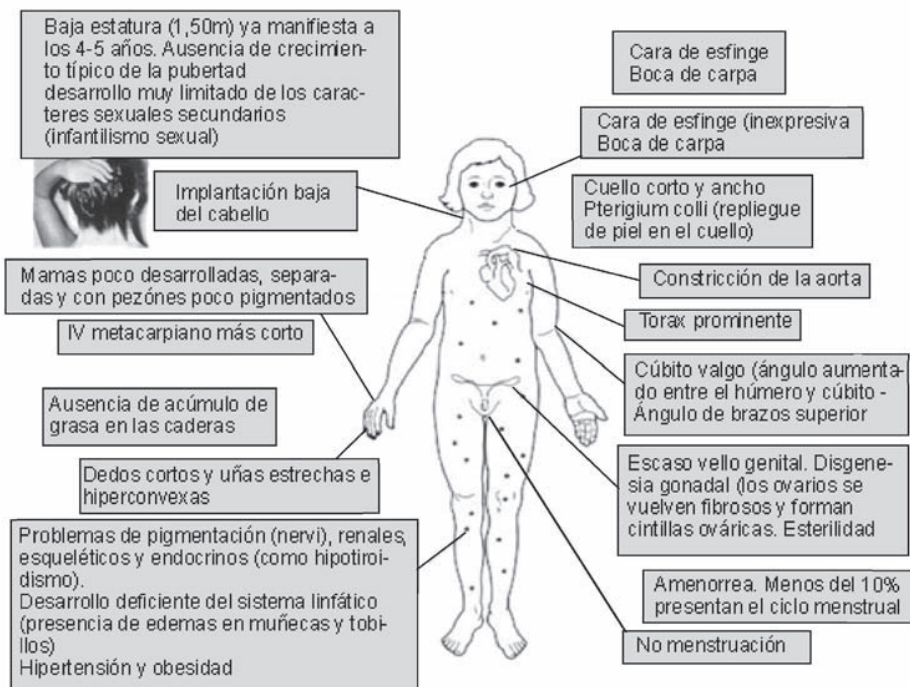 Baja estatura (1,50m) ya manifiesta a
los 4-5 años. Ausencia de crecimien-
to típico de la pubertad
desarrollo muy limitado de los carac-
teres sexuales secundarios
(infantilismo sexual)
Implantación baja
del cabello
Mamas poco desarrolladas, separa-
das y con pezónes poco pigmentados
IV metacarpiano más corto
Ausencia de acúmulo de
grasa en las caderas
Dedos cortos y uñas estrechas e
hiperconvexas
Problemas de pigmentación (nervi), renales,
esqueléticos y endocrinos (como hipotiroi-
dismo).
Desarrollo deficiente del sistema linfático
(presencia de edemas en muñecas y tobi-
llos)
Hipertensión y obesidad
Cara de esfinge
Boca de carpa
Cara de esfinge (inexpresiva
Boca de carpa
Cuello corto y ancho
Pterigium colli (repliegue
de piel en el cuello)
Constricción de la aorta
Torax prominente
Cúbito valgo (ángulo aumenta-
do entre el húmero y cúbito -
Ángulo de brazos superior
Escaso vello genital. Disgene-
sia gonadal (los ovarios se
vuelven fibrosos y forman
cintillas ováricas. Esterilidad
Amenorrea. Menos del 10%
presentan el ciclo menstrual
No menstruación